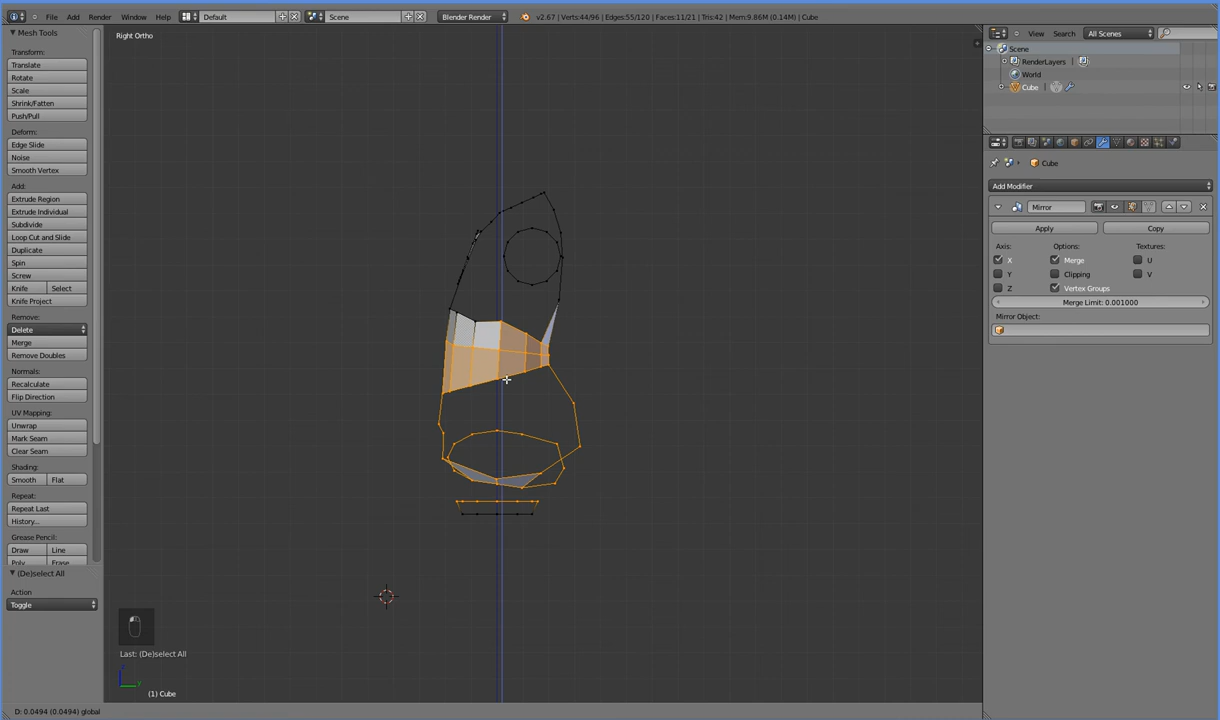 File Add Render Window Help Default Scene Blender Render v2.67 | Verts:44/96 | Edges:55/120 | Faces:11/21 | Tris:42 | Mem:9.86M (0.14M) | Cube
Mesh Tools
Transform:
Translate
Rotate
Scale
Shrink/Fatten
Push/Pull
Deform:
Edge Slide
Noise
Smooth Vertex
Add:
Extrude Region
Extrude Individual
Subdivide
Loop Cut and Slide
Duplicate
Spin
Screw
Knife Select
Knife Project
Remove:
Delete
Merge
Remove Doubles
Normals:
Recalculate
Flip Direction
UV Mapping:
Unwrap
Mark Seam
Clear Seam
Shading:
Smooth Flat
Repeat:
Repeat Last
History...
Grease Pencil:
Draw Line
Poly Erase
(De)select All
Action
Toggle
Right Ortho
Last: (De)select All
(1) Cube
D: 0.0494 (0.0494) global
View Search All Scenes
Scene
RenderLayers
World
Cube
Cube
Add Modifier
Mirror
Apply Copy
Axis: Options: Textures:
X Merge U
Y Clipping V
Z Vertex Groups
Merge Limit: 0.001000
Mirror Object: